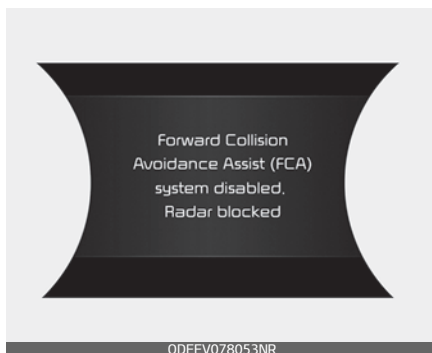 Forward Collision
Avoidance Assist (FCA)
system disabled.
Radar blocked
ODEEV078053NR